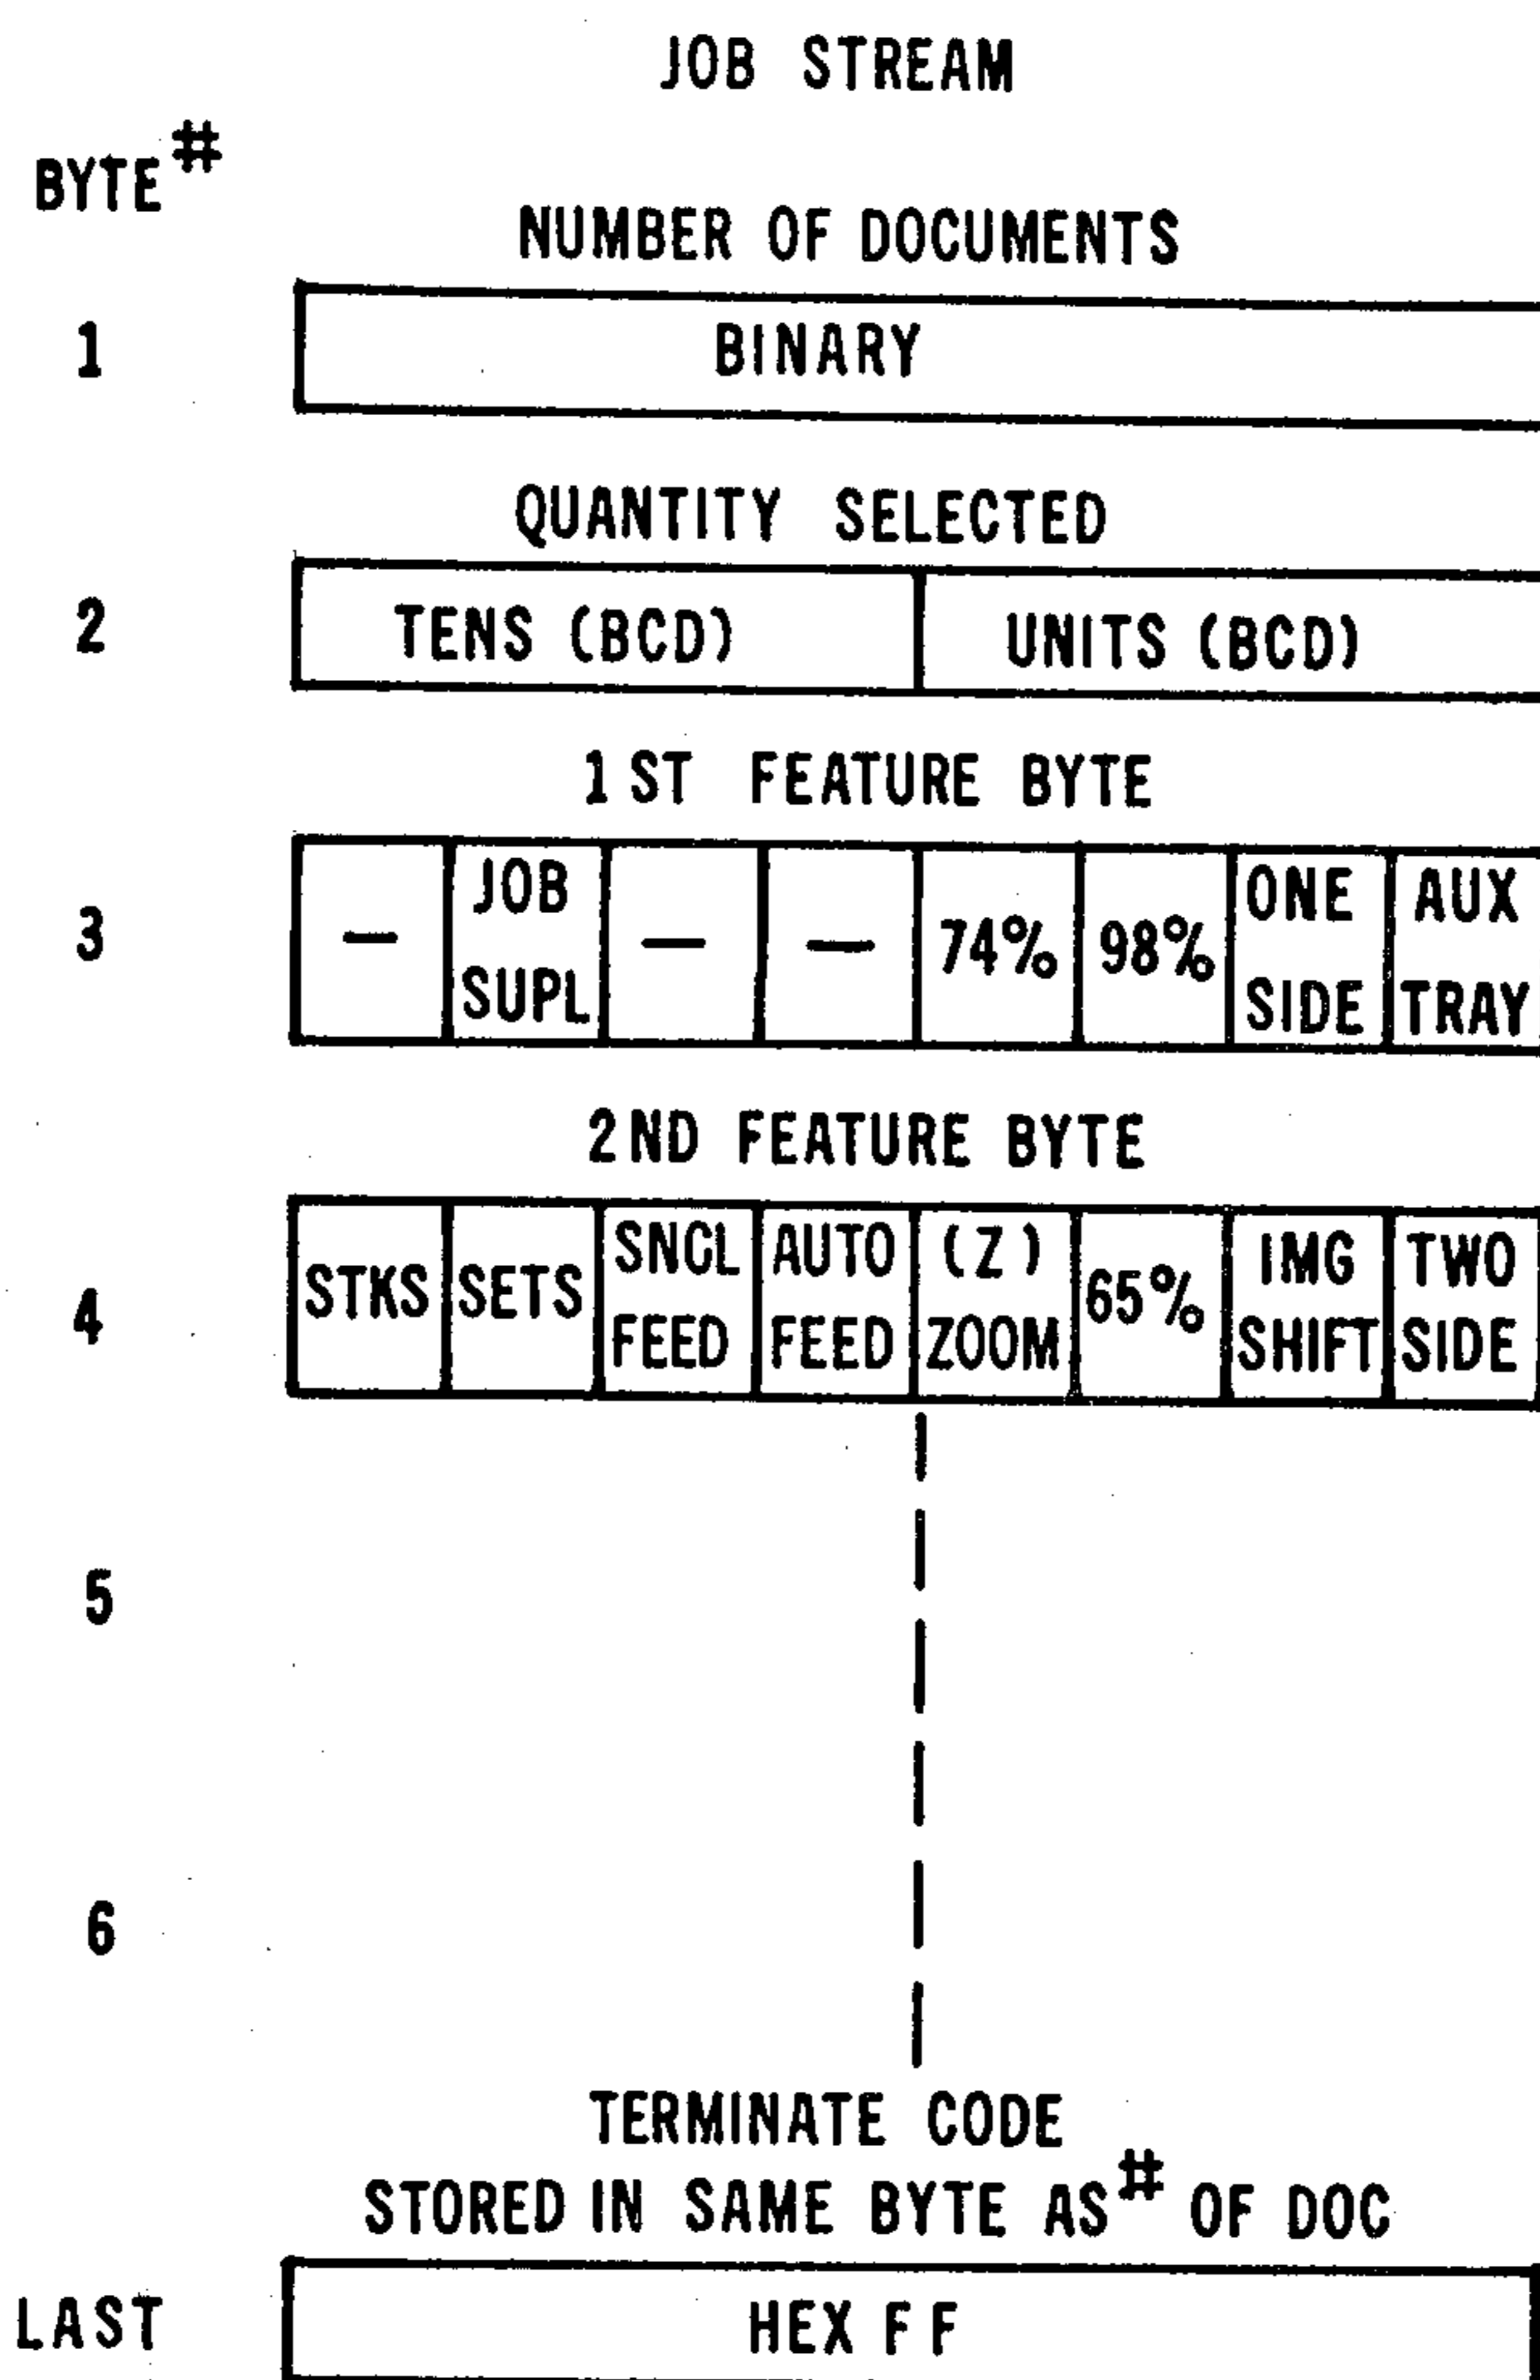 JOB STREAM
BYTE#
NUMBER OF DOCUMENTS
1 BINARY
QUANTITY SELECTED
2 TENS (BCD) UNITS (BCD)
1 ST FEATURE BYTE
3 — JOB SUPL — — 74% 98% ONE SIDE AUX TRAY
2ND FEATURE BYTE
4 STKS SETS SNGL FEED AUTO FEED (Z) ZOOM 65% IMG SHIFT TWO SIDE
5
6
TERMINATE CODE
STORED IN SAME BYTE AS # OF DOC
LAST HEX F F